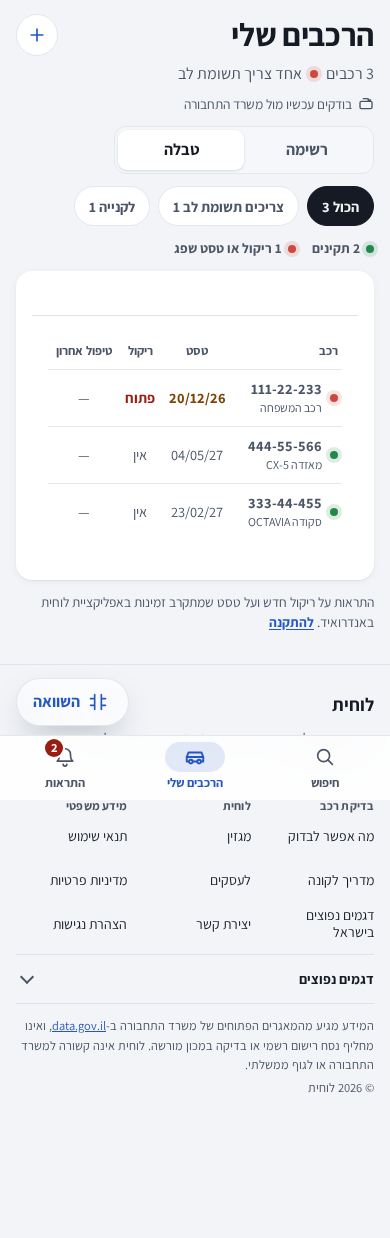 הרכבים שלי
3 רכבים אחד צריך תשומת לב
בודקים עכשיו מול משרד התחבורה
רשימה טבלה
הכול 3 צריכים תשומת לב 1 לקנייה 1
2 תקינים 1 ריקול או טסט שפג
רכב טסט ריקול טיפול אחרון
111-22-233 20/12/26 פתוח —
רכב המשפחה
444-55-566 04/05/27 אין —
מאזדה CX-5
333-44-455 23/02/27 אין —
סקודה OCTAVIA
התראות על ריקול חדש ועל טסט שמתקרב זמינות באפליקציית לוחית
באנדרואיד. להתקנה
לוחית
השוואה
חיפוש הרכבים שלי התראות 2
בדיקת רכב לוחית מידע משפטי
מה אפשר לבדוק מגזין תנאי שימוש
מדריך לקונה לעסקים מדיניות פרטיות
דגמים נפוצים בישראל יצירת קשר הצהרת נגישות
דגמים נפוצים
המידע מגיע מהמאגרים הפתוחים של משרד התחבורה ב-data.gov.il, ואינו
מחליף נסח רישום רשמי או בדיקה במכון מורשה. לוחית אינה קשורה למשרד
התחבורה או לגוף ממשלתי.
© 2026 לוחית